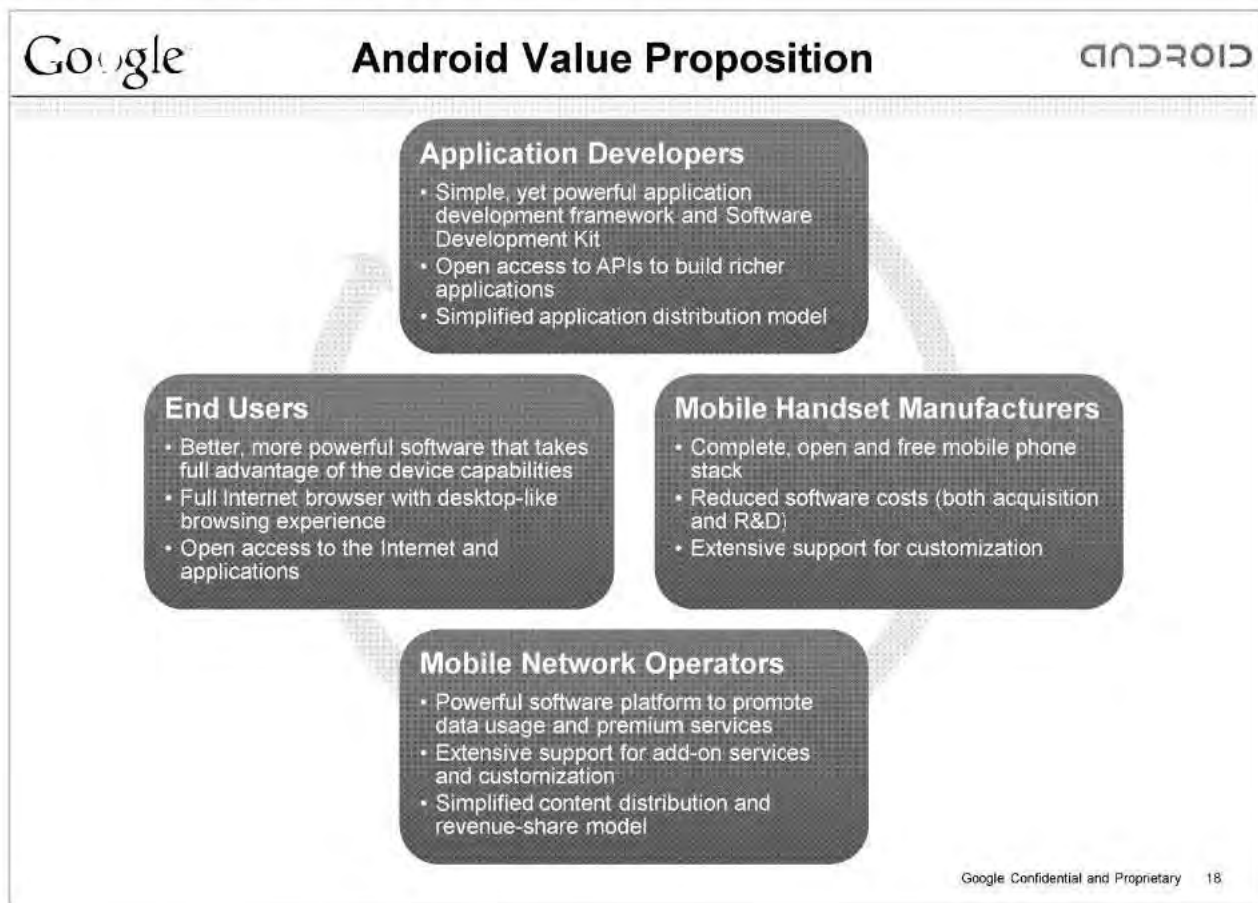 Google
Android Value Proposition
ANDROID
Application Developers
• Simple, yet powerful application
development framework and Software
Development Kit
• Open access to APIs to build richer
applications
• Simplified application distribution model
End Users
• Better, more powerful software that takes
full advantage of the device capabilities
• Full Internet browser with desktop-like
browsing experience
• Open access to the Internet and
applications
Mobile Handset Manufacturers
• Complete, open and free mobile phone
stack
• Reduced software costs (both acquisition
and R&D)
• Extensive support for customization
Mobile Network Operators
• Powerful software platform to promote
data usage and premium services
• Extensive support for add-on services
and customization
• Simplified content distribution and
revenue-share model
Google Confidential and Proprietary 18